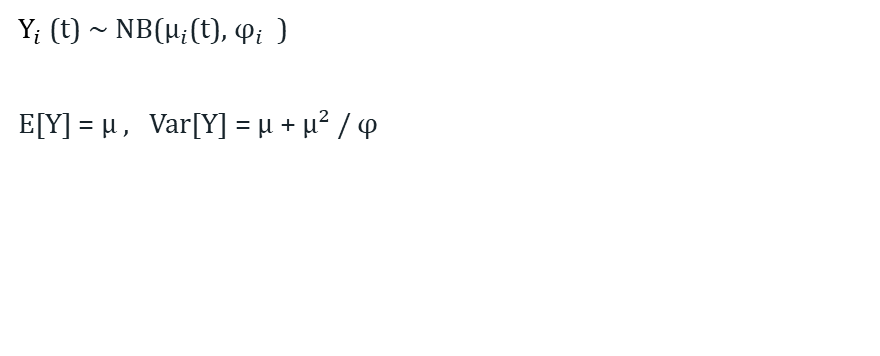 Y𝑖 (t) ~ NB(μ𝑖(t), φ𝑖 )
E[Y] = μ , Var[Y] = μ + μ² / φ